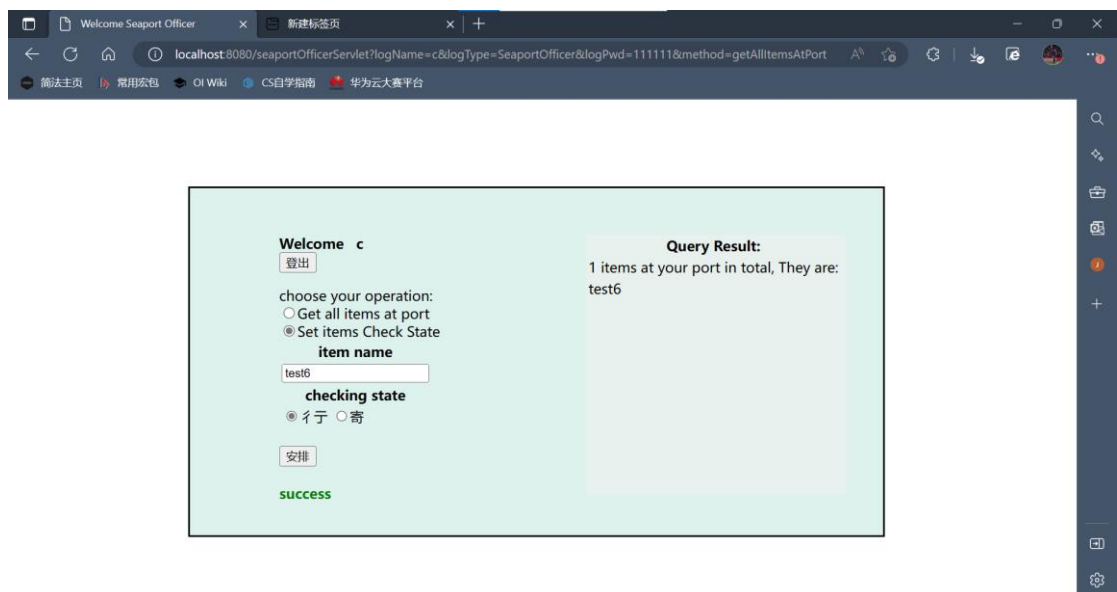 Welcome Seaport Officer
新建标签页
localhost:8080/seaportOfficerServlet?logName=c&logType=SeaportOfficer&logPwd=111111&method=getAllItemsAtPort
简法主页 常用宏包 OI Wiki CS自学指南 华为云大赛平台
Welcome c
登出
choose your operation:
Get all items at port
Set items Check State
item name
test6
checking state
彳亍 寄
安排
success
Query Result:
1 items at your port in total, They are:
test6